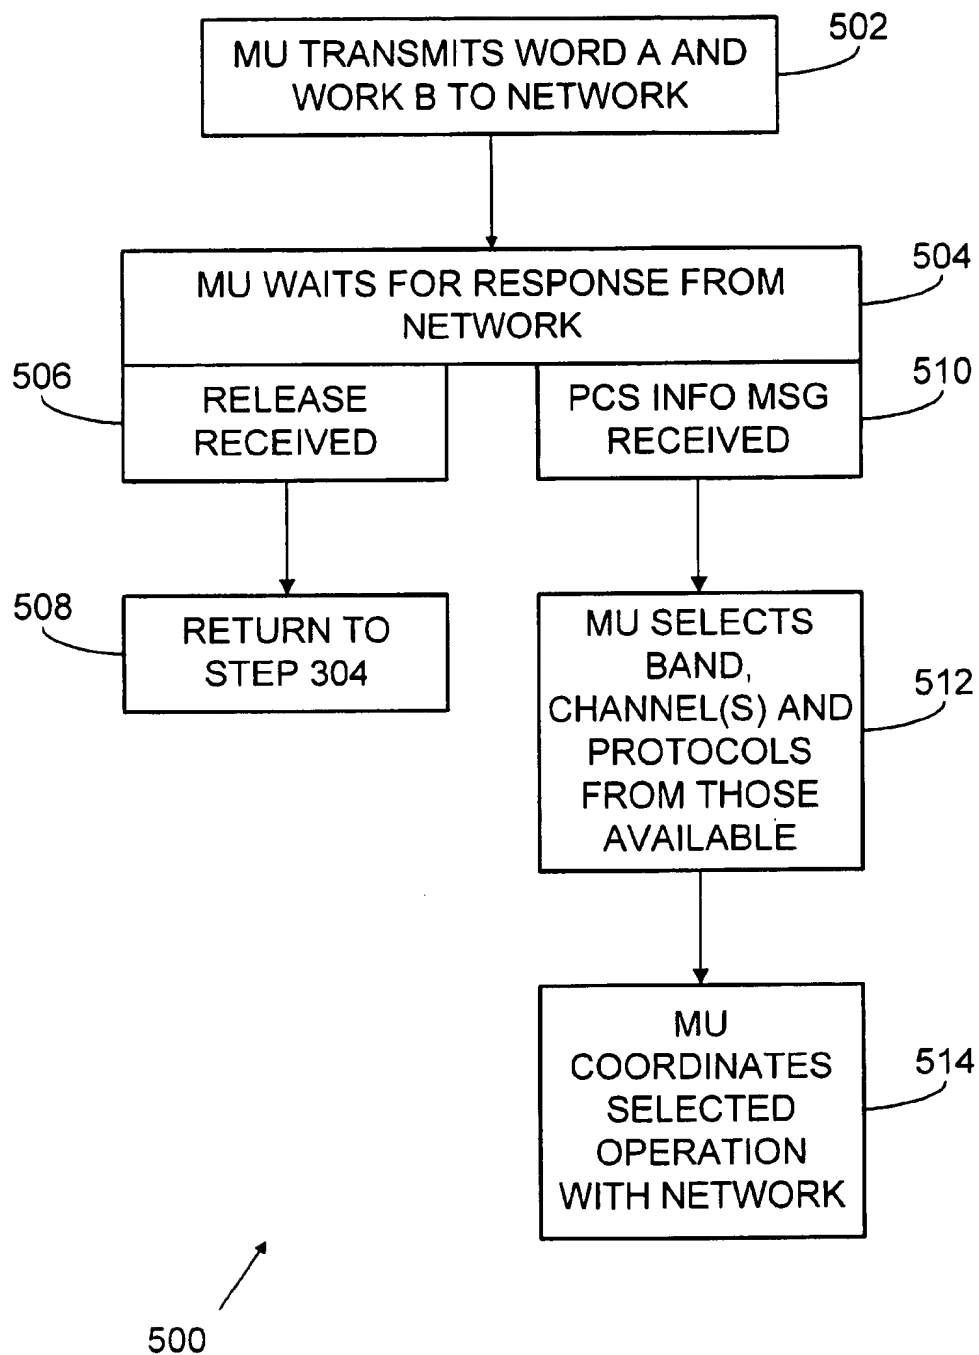 502
MU TRANSMITS WORD A AND
WORK B TO NETWORK
504
MU WAITS FOR RESPONSE FROM
NETWORK
506
RELEASE
RECEIVED
510
PCS INFO MSG
RECEIVED
508
RETURN TO
STEP 304
512
MU SELECTS
BAND,
CHANNEL(S) AND
PROTOCOLS
FROM THOSE
AVAILABLE
514
MU
COORDINATES
SELECTED
OPERATION
WITH NETWORK
500